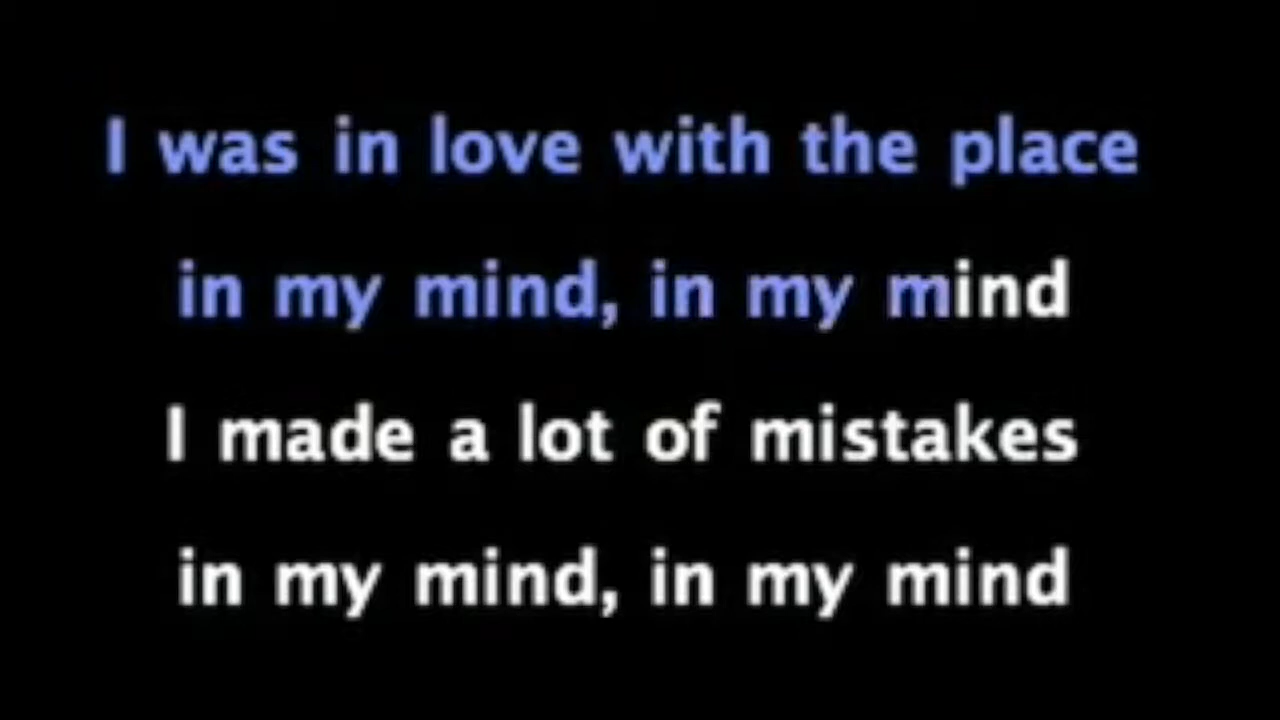 I was in love with the place
in my mind, in my mind
I made a lot of mistakes
in my mind, in my mind